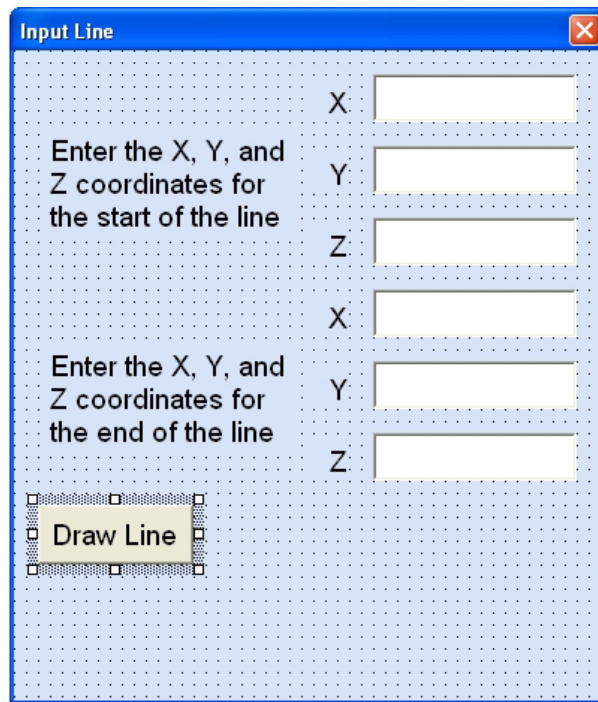 Input Line
X
Enter the X, Y, and
Z coordinates for
the start of the line
Y
Z
X
Enter the X, Y, and
Z coordinates for
the end of the line
Y
Z
Draw Line